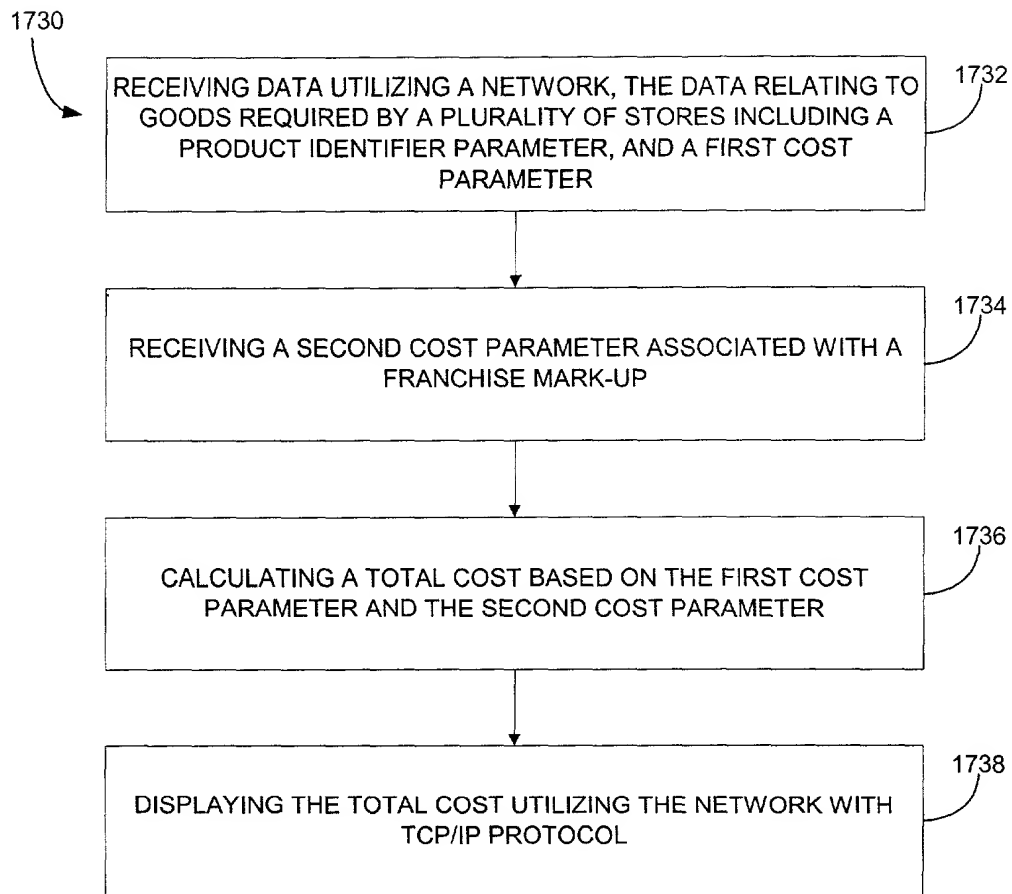 1730
RECEIVING DATA UTILIZING A NETWORK, THE DATA RELATING TO
GOODS REQUIRED BY A PLURALITY OF STORES INCLUDING A
PRODUCT IDENTIFIER PARAMETER, AND A FIRST COST
PARAMETER
1732
RECEIVING A SECOND COST PARAMETER ASSOCIATED WITH A
FRANCHISE MARK-UP
1734
CALCULATING A TOTAL COST BASED ON THE FIRST COST
PARAMETER AND THE SECOND COST PARAMETER
1736
DISPLAYING THE TOTAL COST UTILIZING THE NETWORK WITH
TCP/IP PROTOCOL
1738